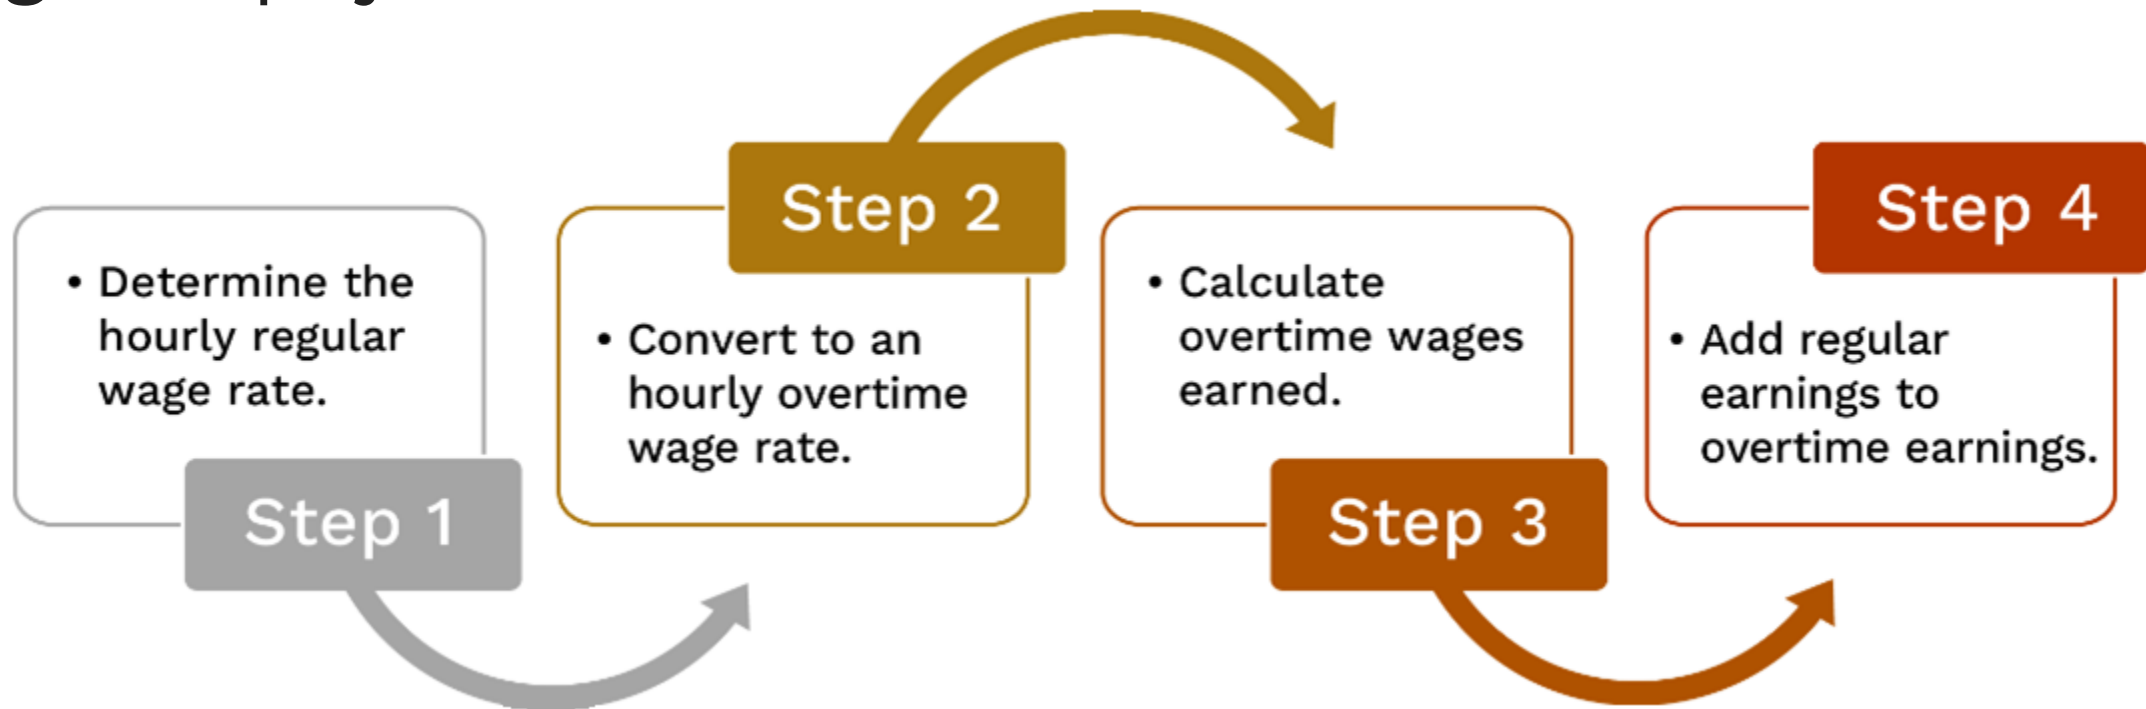 • Determine the
hourly regular
wage rate.
Step 1
Step 2
• Convert to an
hourly overtime
wage rate.
• Calculate
overtime wages
earned.
Step 3
Step 4
• Add regular
earnings to
overtime earnings.